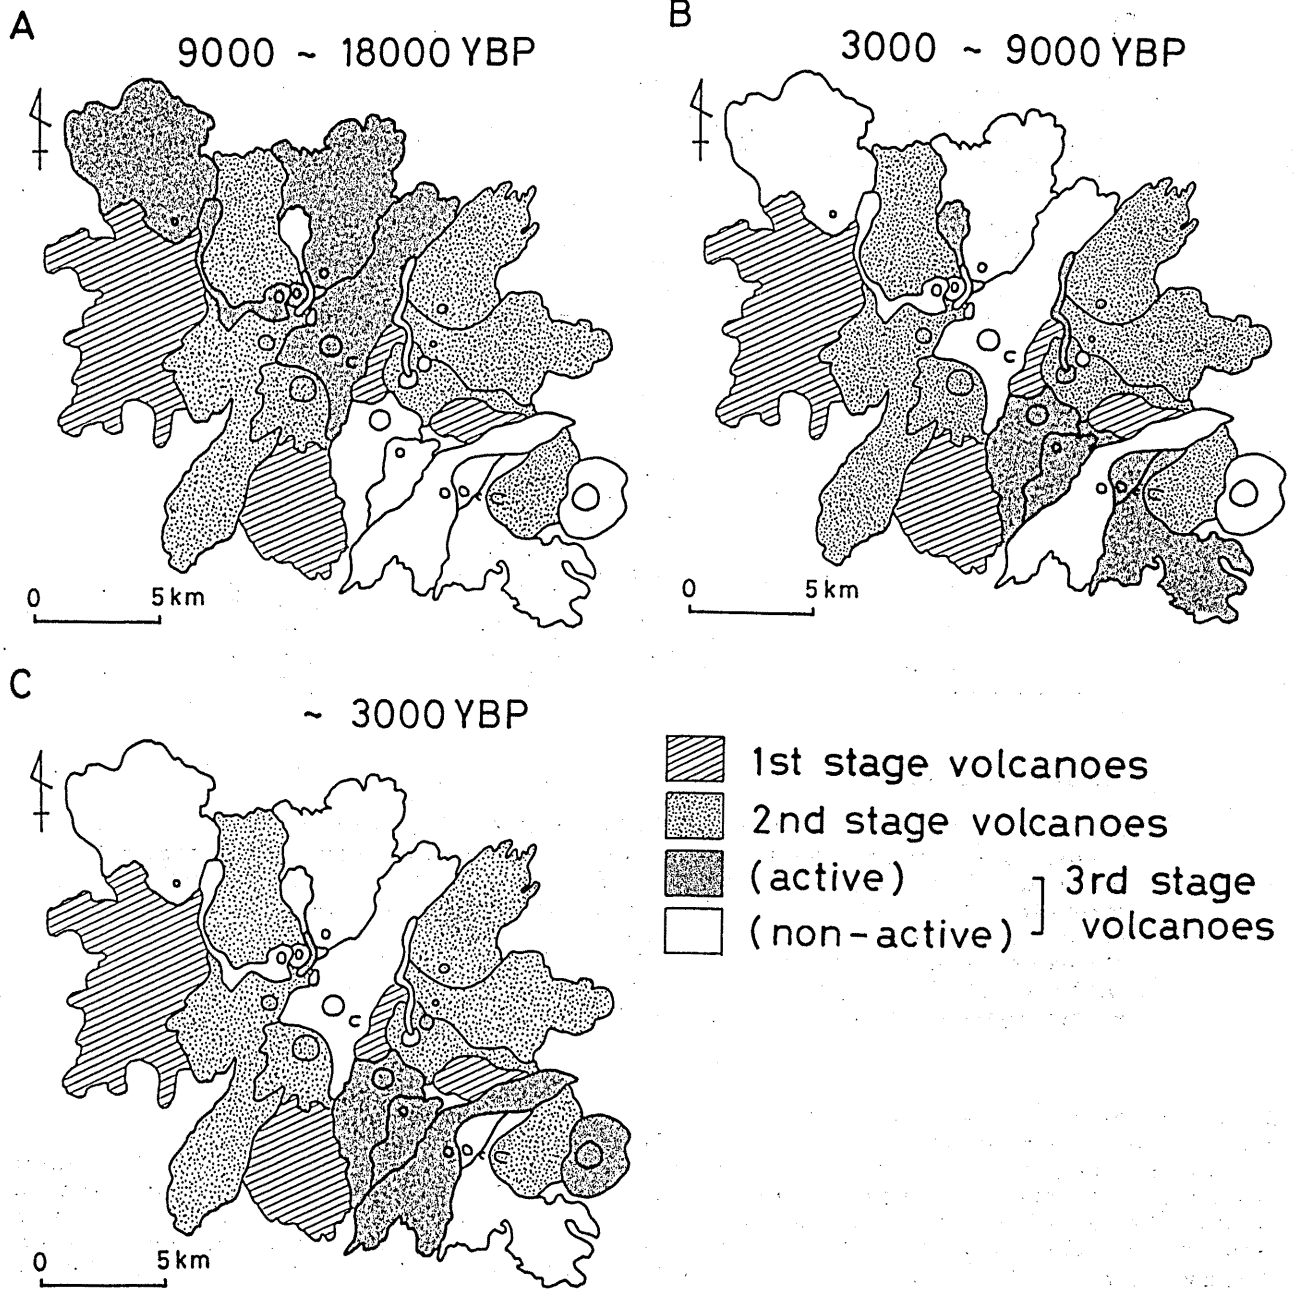 A
9000 ~ 18000 YBP
0 5 km
B
3000 ~ 9000 YBP
0 5 km
C
~ 3000 YBP
0 5 km
1st stage volcanoes
2nd stage volcanoes
(active)
(non-active)
3rd stage
volcanoes